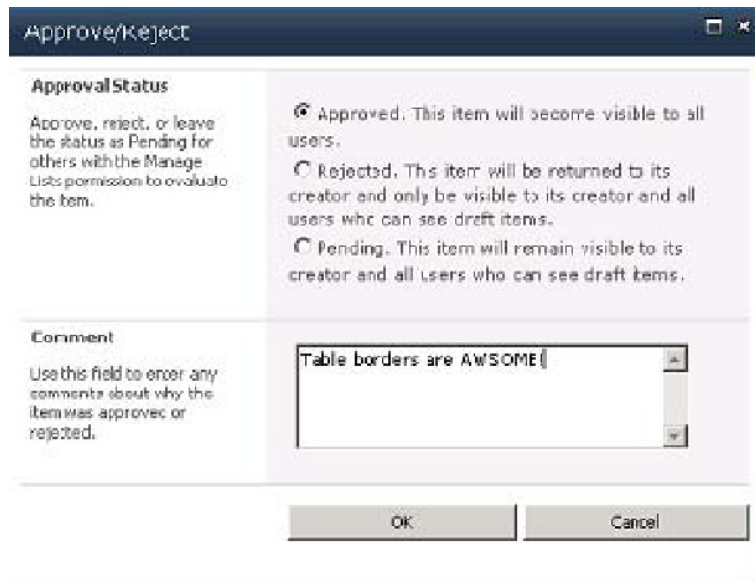 Approve/Reject
Approval Status
Approve, reject, or leave
the status as Pending for
others with the Manage
Lists permission to evaluate
the item.
Approved. This item will become visible to all
users.
Rejected. This item will be returned to its
creator and only be visible to its creator and all
users who can see draft items.
Pending. This item will remain visible to its
creator and all users who can see draft items.
Comment
Use this field to enter any
comments about why the
item was approved or
rejected.
Table borders are AWSOME!
OK
Cancel